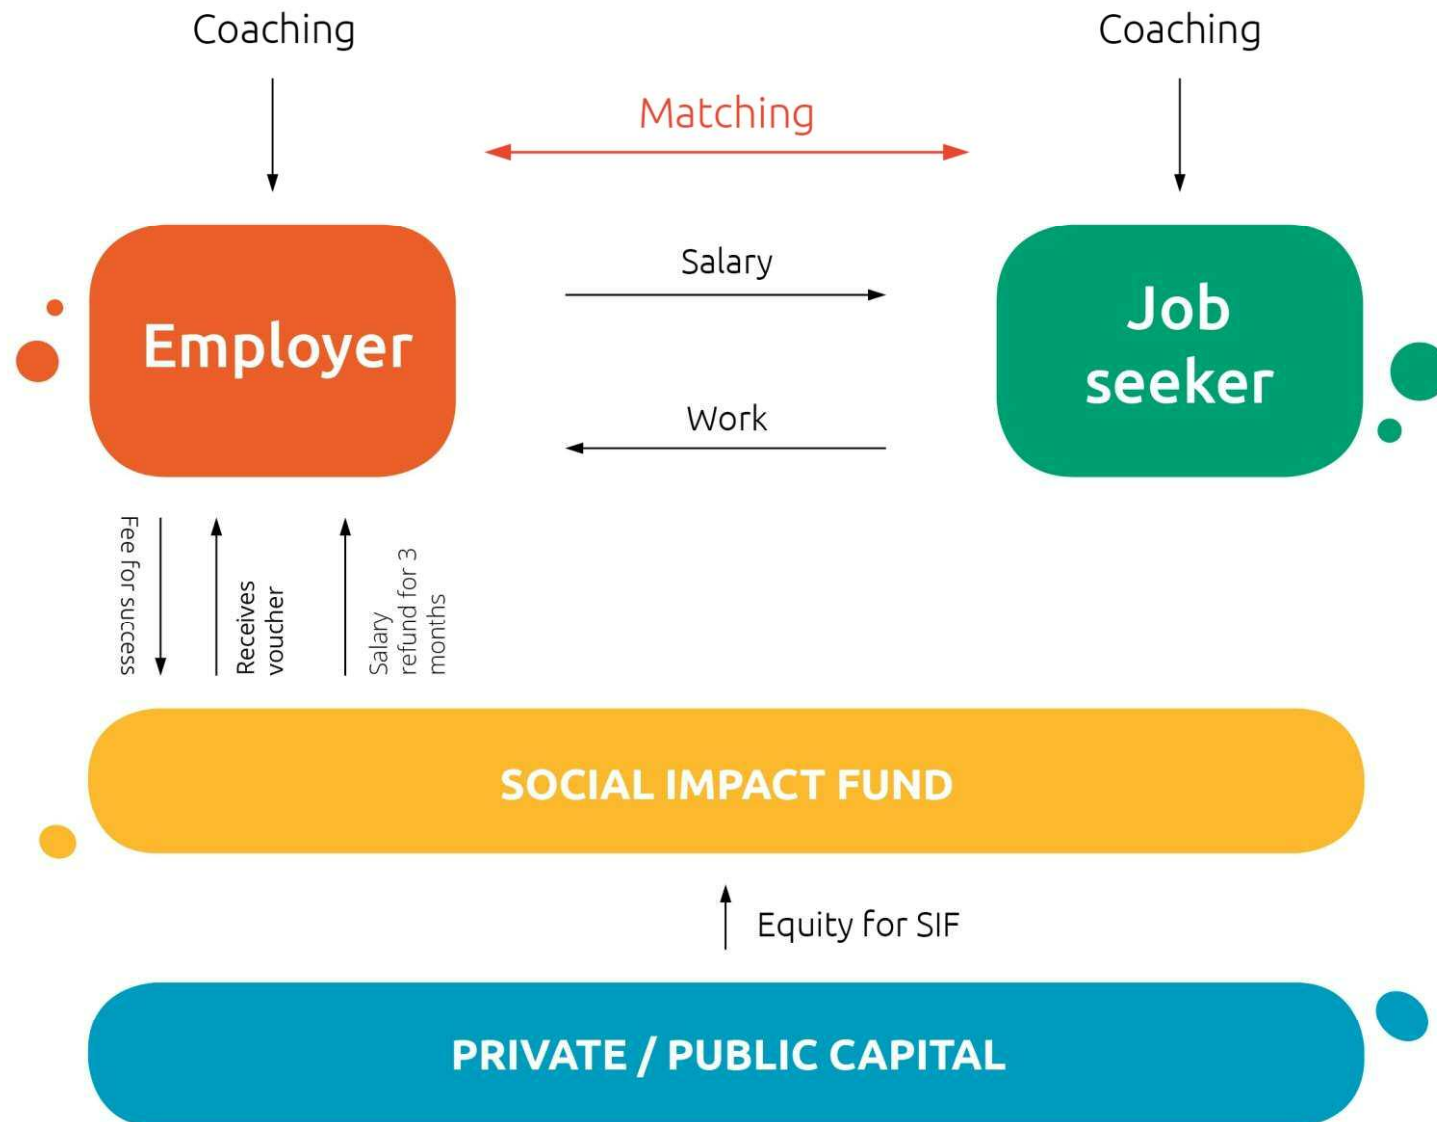 Coaching
Coaching
Matching
Employer
Salary
Job
seeker
Work
Fee for success
Receives
voucher
Salary
refund for 3
months
SOCIAL IMPACT FUND
Equity for SIF
PRIVATE / PUBLIC CAPITAL